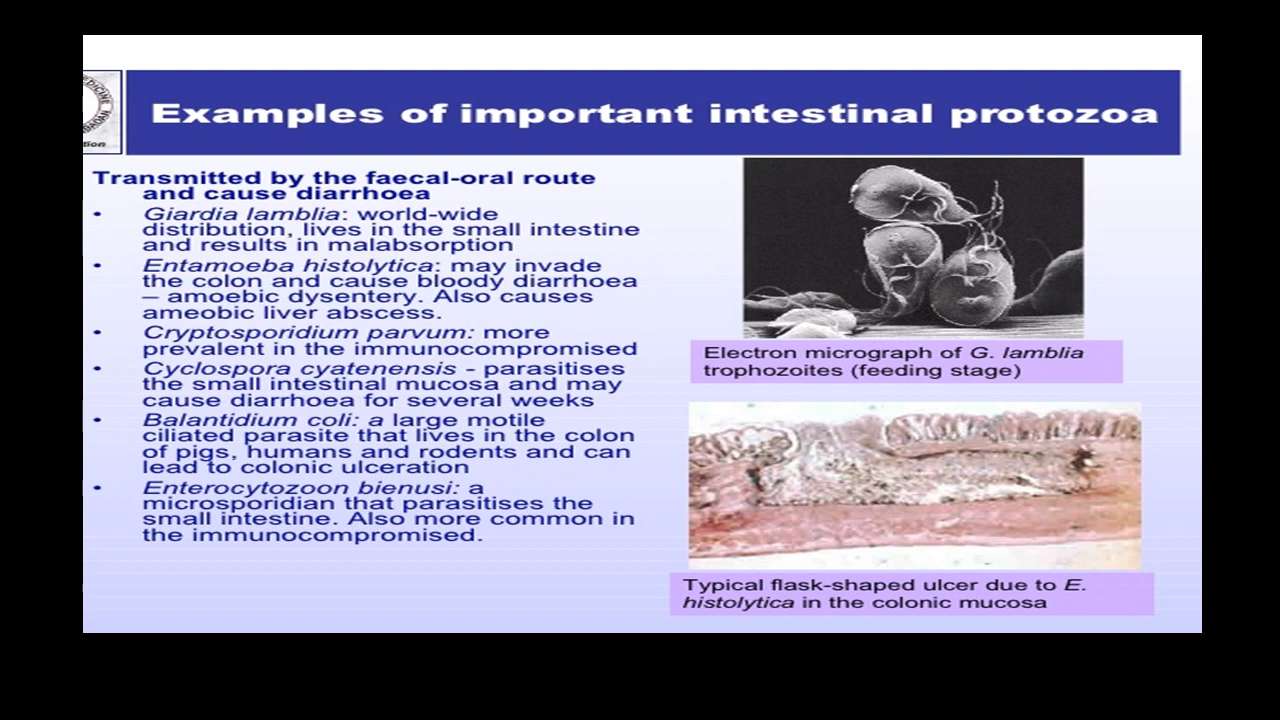 Examples of important intestinal protozoa
tion
Transmitted by the faecal-oral route
and cause diarrhoea
• Giardia lamblia: world-wide
distribution, lives in the small intestine
and results in malabsorption
• Entamoeba histolytica: may invade
the colon and cause bloody diarrhoea
– amoebic dysentery. Also causes
ameobic liver abscess.
• Cryptosporidium parvum: more
prevalent in the immunocompromised
• Cyclospora cyatenensis - parasitises
the small intestinal mucosa and may
cause diarrhoea for several weeks
• Balantidium coli: a large motile
ciliated parasite that lives in the colon
of pigs, humans and rodents and can
lead to colonic ulceration
• Enterocytozoon bienusi: a
microsporidian that parasitises the
small intestine. Also more common in
the immunocompromised.
Electron micrograph of G. lamblia
trophozoites (feeding stage)
Typical flask-shaped ulcer due to E.
histolytica in the colonic mucosa